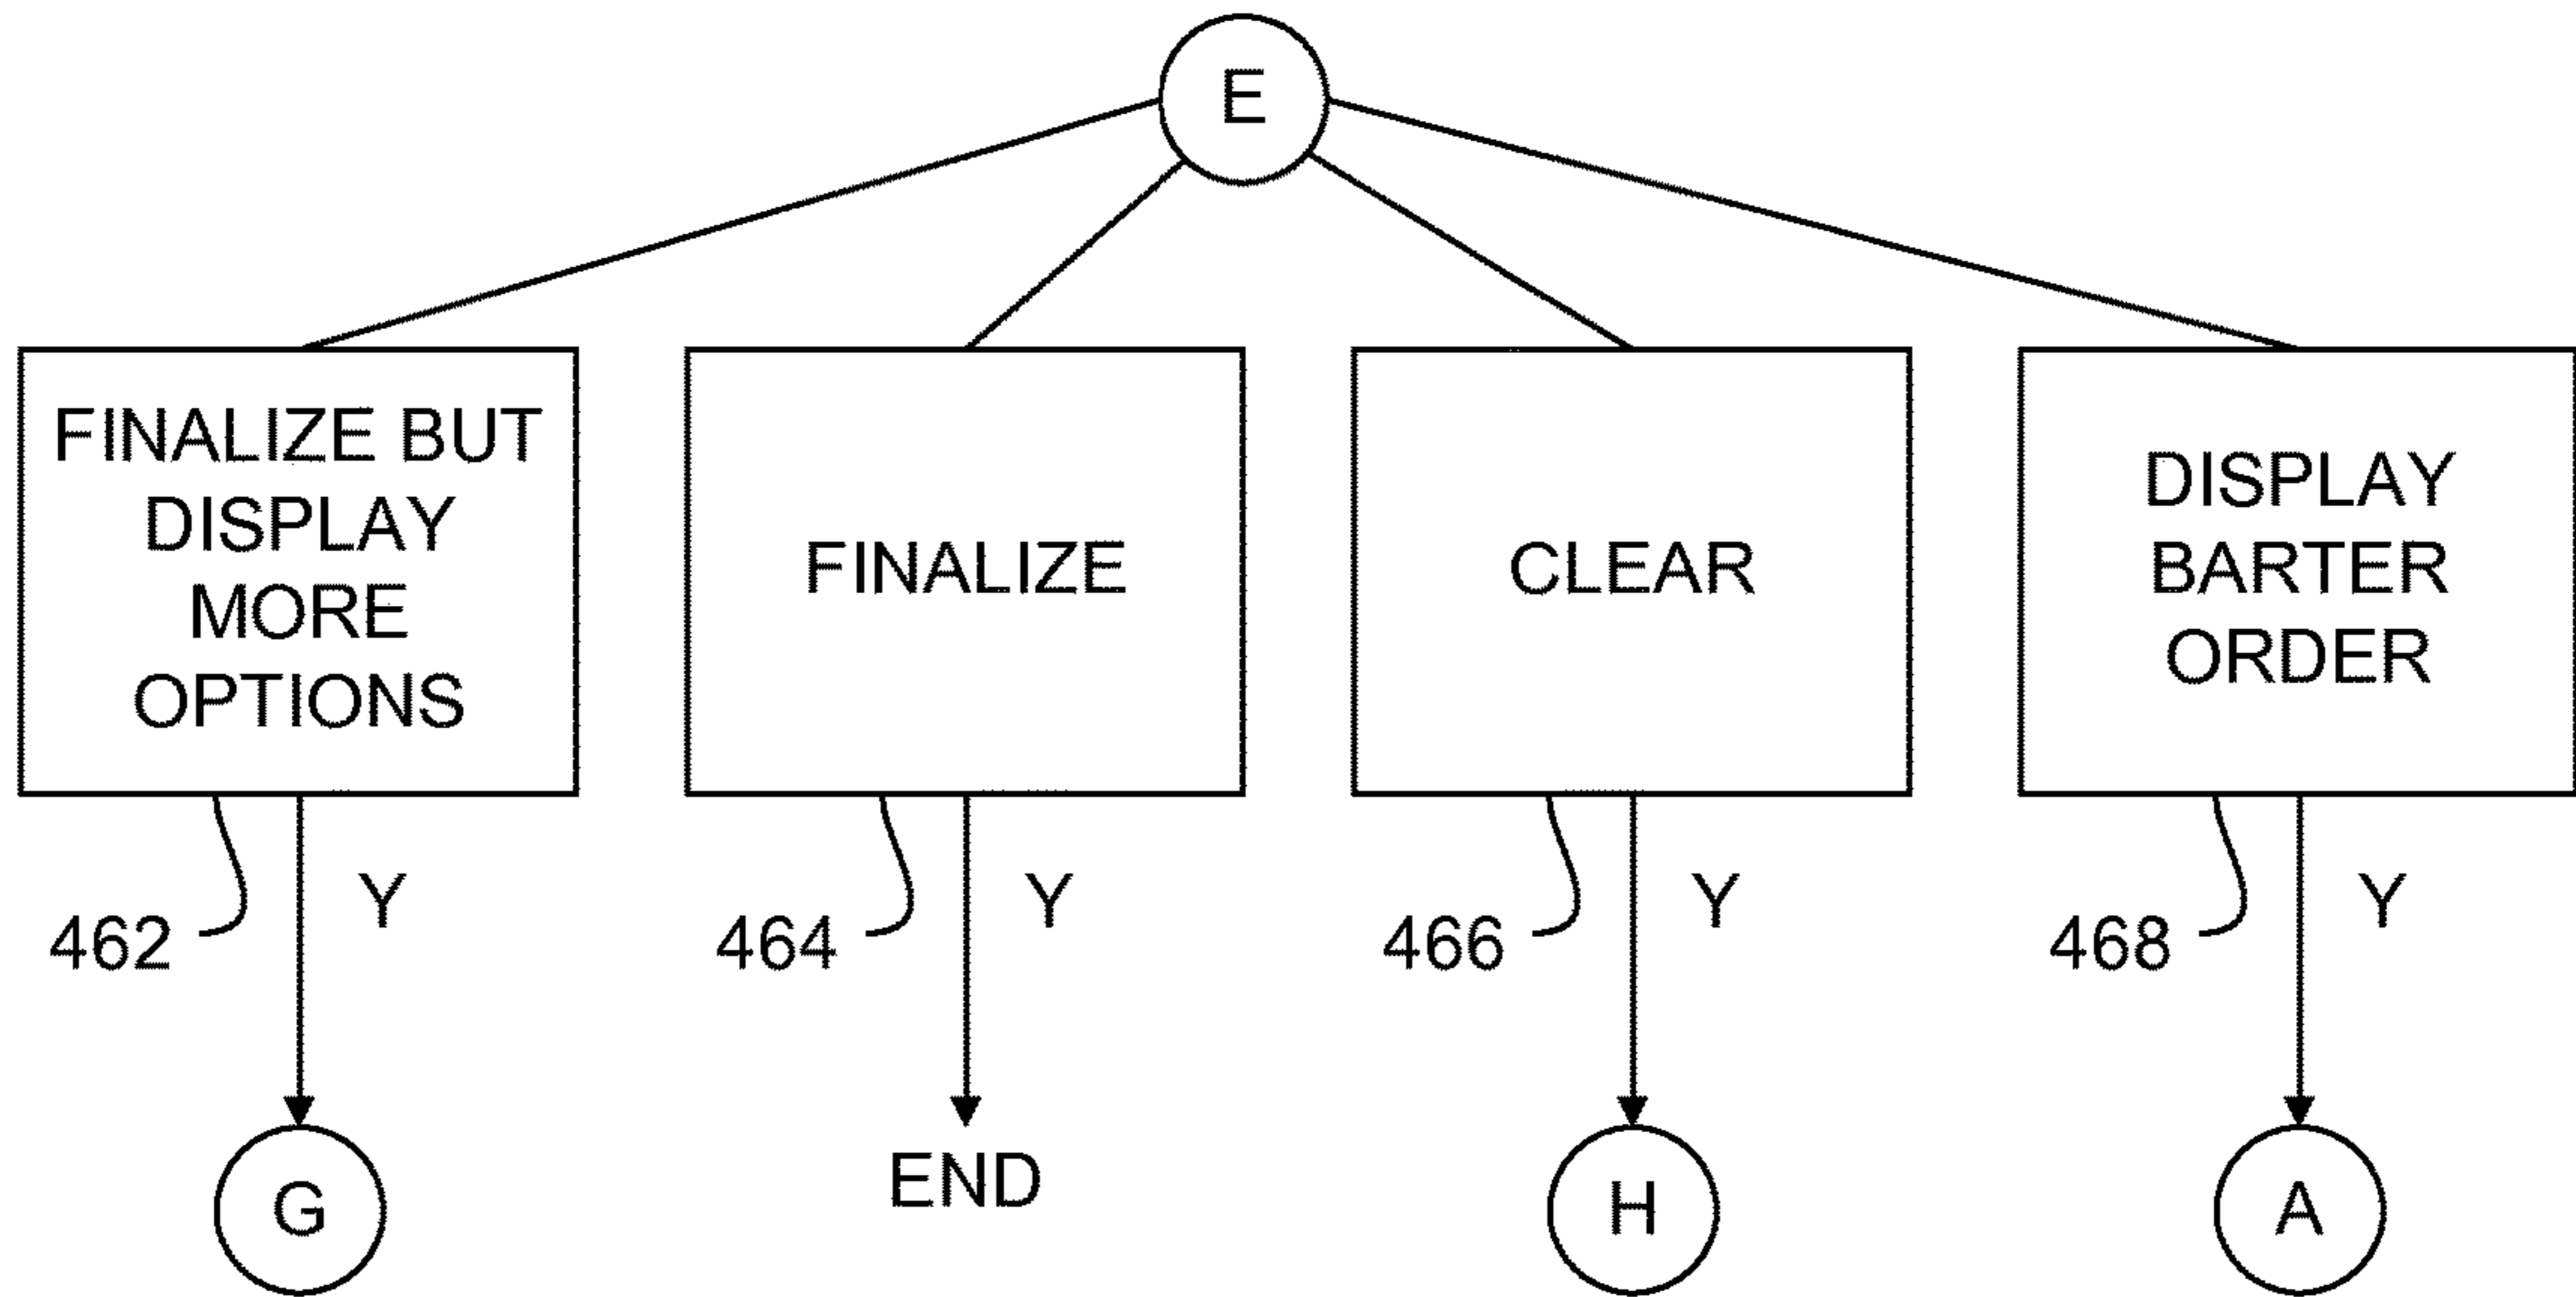 E
FINALIZE BUT
DISPLAY
MORE
OPTIONS
FINALIZE
CLEAR
DISPLAY
BARTER
ORDER
462
Y
464
Y
466
Y
468
Y
G
END
H
A